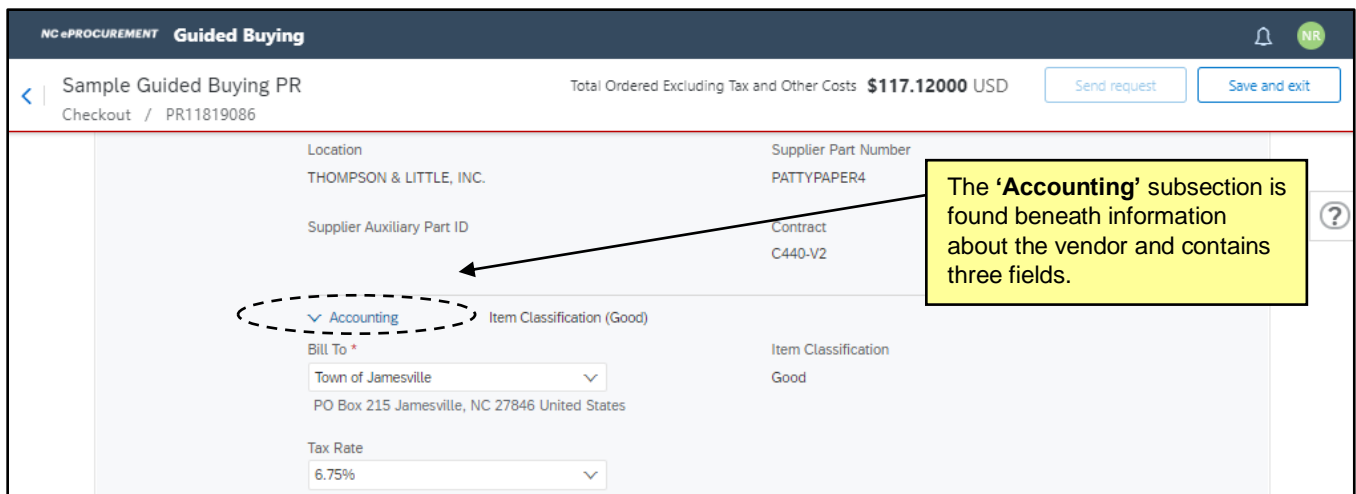 NC ePROCUREMENT Guided Buying
NR
Sample Guided Buying PR
Total Ordered Excluding Tax and Other Costs $117.12000 USD
Send request
Save and exit
Checkout / PR11819086
Location
Supplier Part Number
THOMPSON & LITTLE, INC.
PATTYPAPER4
The ‘Accounting’ subsection is
found beneath information
about the vendor and contains
three fields.
?
Supplier Auxiliary Part ID
Contract
C440-V2
Accounting
Item Classification (Good)
Bill To *
Item Classification
Town of Jamesville
Good
PO Box 215 Jamesville, NC 27846 United States
Tax Rate
6.75%